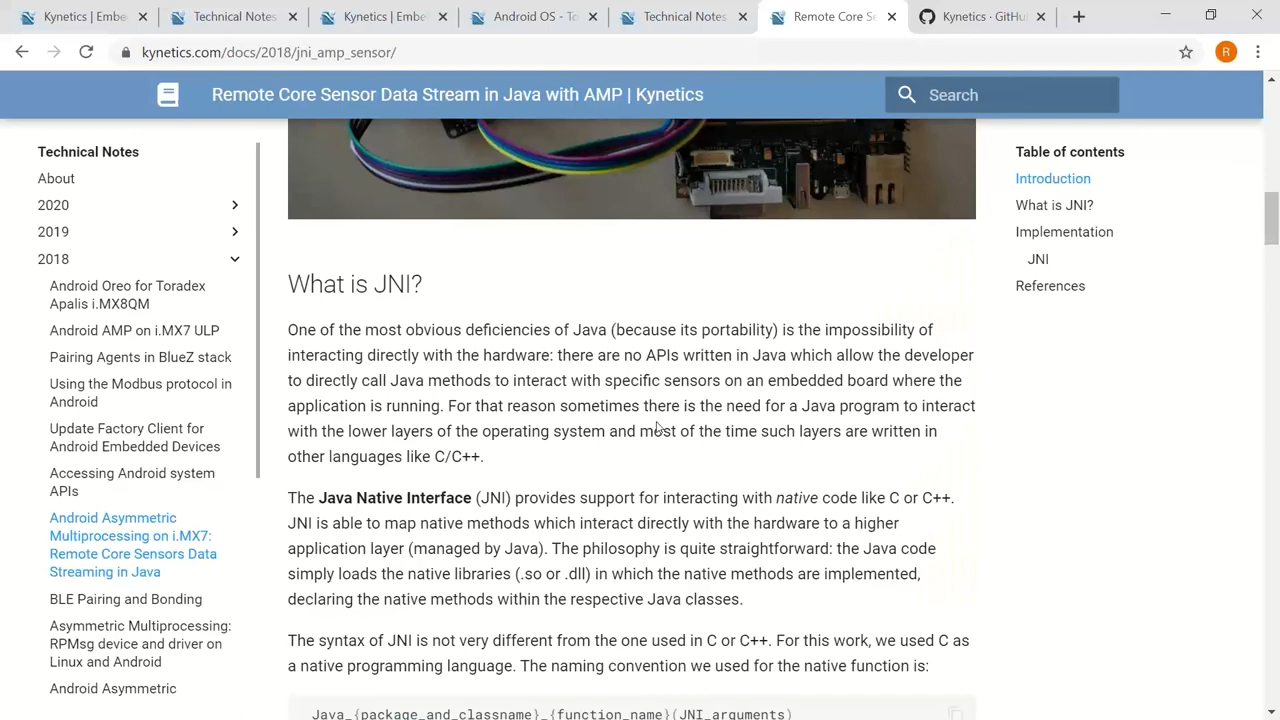 Kynetics | Embe
Technical Notes
Kynetics | Embe
Android OS - To
Technical Notes
Remote Core Se
Kynetics · GitHu
kynetics.com/docs/2018/jni_amp_sensor/
R
Remote Core Sensor Data Stream in Java with AMP | Kynetics
Search
Technical Notes
About
2020
2019
2018
Android Oreo for Toradex
Apalis i.MX8QM
Android AMP on i.MX7 ULP
Pairing Agents in BlueZ stack
Using the Modbus protocol in
Android
Update Factory Client for
Android Embedded Devices
Accessing Android system
APIs
Android Asymmetric
Multiprocessing on i.MX7:
Remote Core Sensors Data
Streaming in Java
BLE Pairing and Bonding
Asymmetric Multiprocessing:
RPMsg device and driver on
Linux and Android
Android Asymmetric
What is JNI?
One of the most obvious deficiencies of Java (because its portability) is the impossibility of
interacting directly with the hardware: there are no APIs written in Java which allow the developer
to directly call Java methods to interact with specific sensors on an embedded board where the
application is running. For that reason sometimes there is the need for a Java program to interact
with the lower layers of the operating system and most of the time such layers are written in
other languages like C/C++.
The Java Native Interface (JNI) provides support for interacting with native code like C or C++.
JNI is able to map native methods which interact directly with the hardware to a higher
application layer (managed by Java). The philosophy is quite straightforward: the Java code
simply loads the native libraries (.so or .dll) in which the native methods are implemented,
declaring the native methods within the respective Java classes.
The syntax of JNI is not very different from the one used in C or C++. For this work, we used C as
a native programming language. The naming convention we used for the native function is:
Java_{package_and_classname}_{function_name}(JNI_arguments)
Table of contents
Introduction
What is JNI?
Implementation
JNI
References